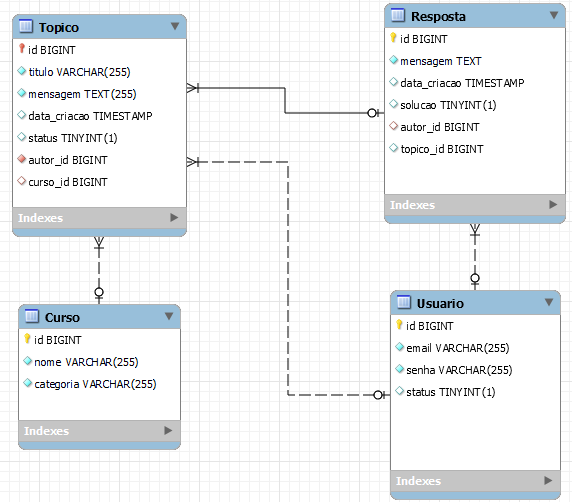 Topico
id BIGINT
titulo VARCHAR(255)
mensagem TEXT(255)
data_criacao TIMESTAMP
status TINYINT(1)
autor_id BIGINT
curso_id BIGINT
Indexes
Resposta
id BIGINT
mensagem TEXT
data_criacao TIMESTAMP
solucao TINYINT(1)
autor_id BIGINT
topico_id BIGINT
Indexes
Curso
id BIGINT
nome VARCHAR(255)
categoria VARCHAR(255)
Indexes
Usuario
id BIGINT
email VARCHAR(255)
senha VARCHAR(255)
status TINYINT(1)
Indexes